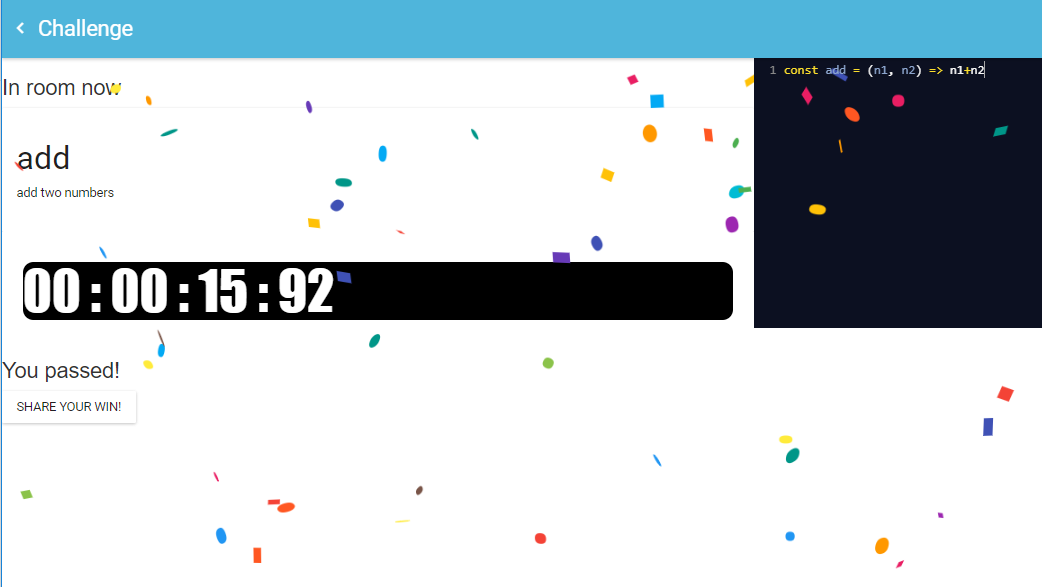 Challenge
In room now
add
add two numbers
00:00:15:92
You passed!
SHARE YOUR WIN!
1 const add = (n1, n2) => n1+n2